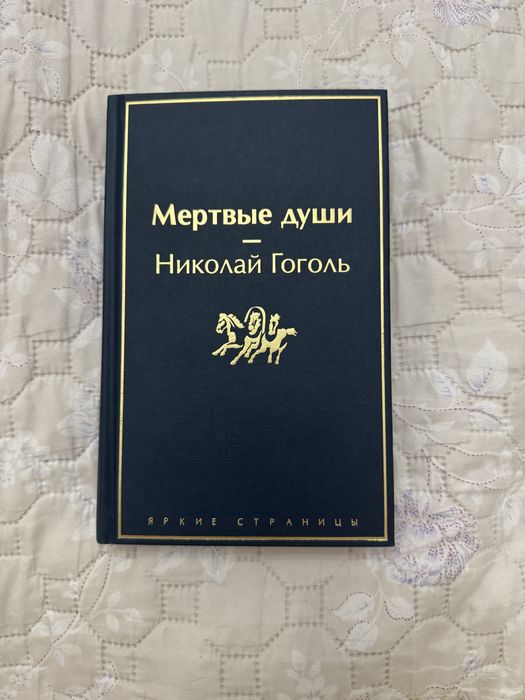 Мертвые души
Николай Гоголь
ЯРКИЕ СТРАНИЦЫ